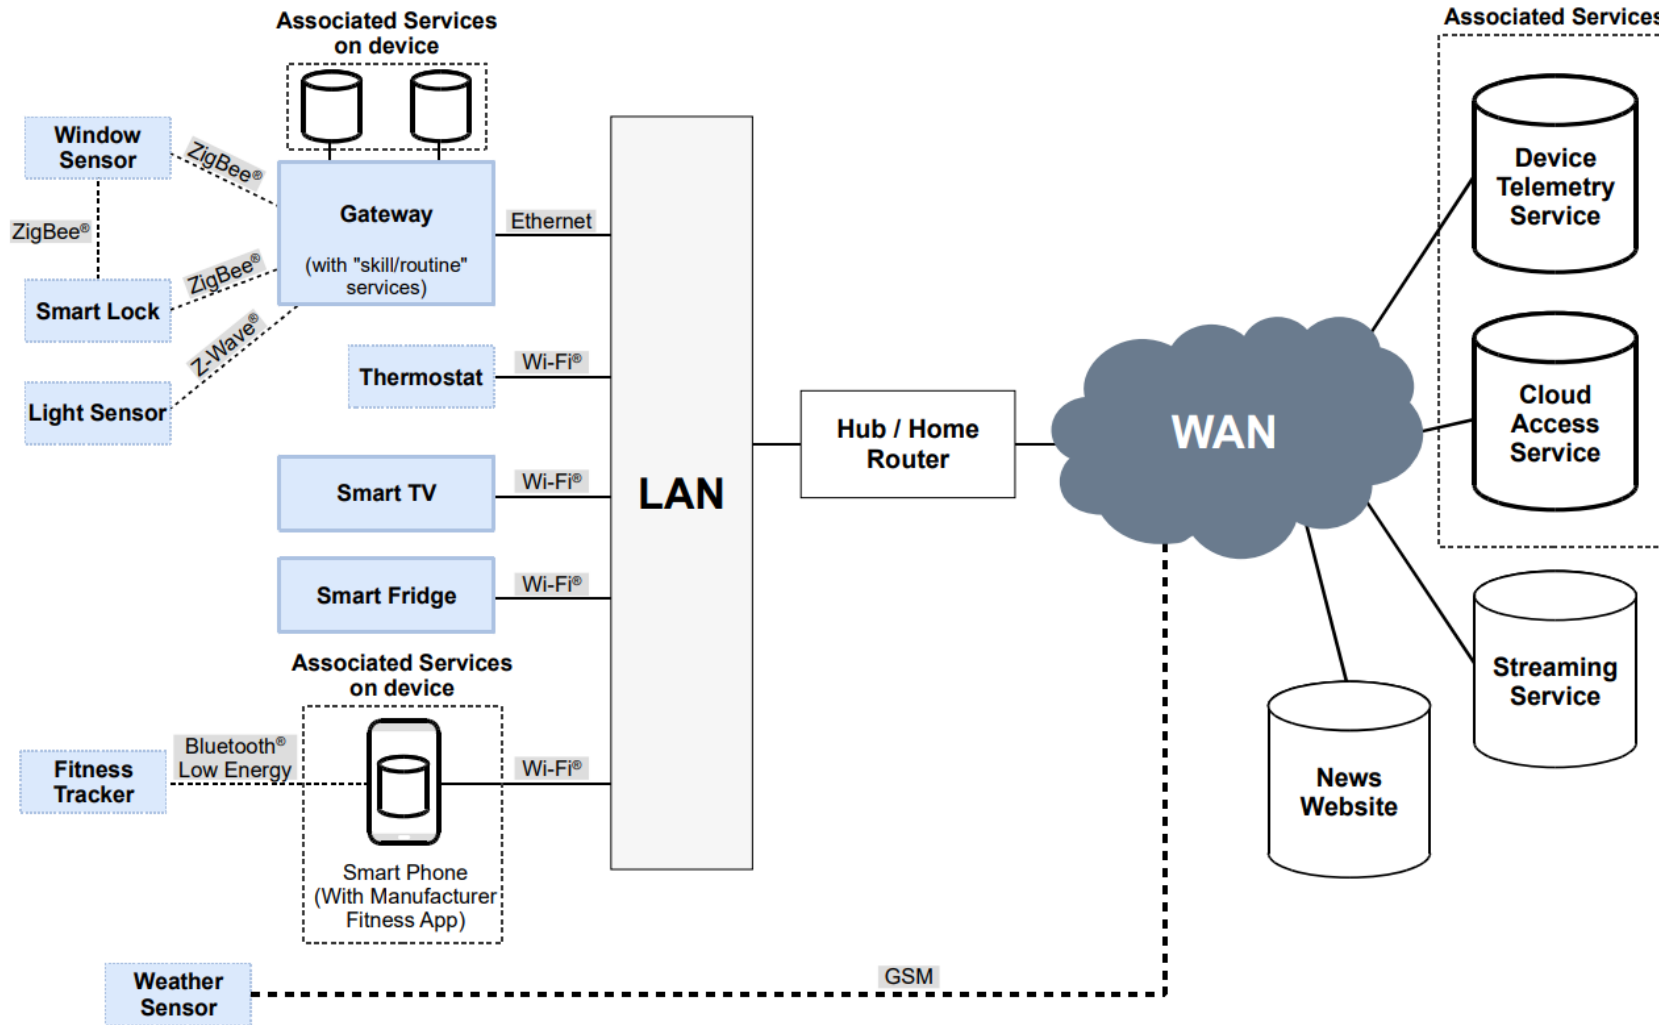 Associated Services
on device
Associated Services
Window
Sensor
ZigBee®
ZigBee®
Gateway
(with "skill/routine"
services)
Ethernet
Device
Telemetry
Service
ZigBee®
Smart Lock
Z-Wave®
Light Sensor
Thermostat
Wi-Fi®
Hub / Home
Router
WAN
Cloud
Access
Service
Smart TV
Wi-Fi®
LAN
Smart Fridge
Wi-Fi®
Associated Services
on device
Streaming
Service
Fitness
Tracker
Bluetooth®
Low Energy
Wi-Fi®
News
Website
Smart Phone
(With Manufacturer
Fitness App)
Weather
Sensor
GSM